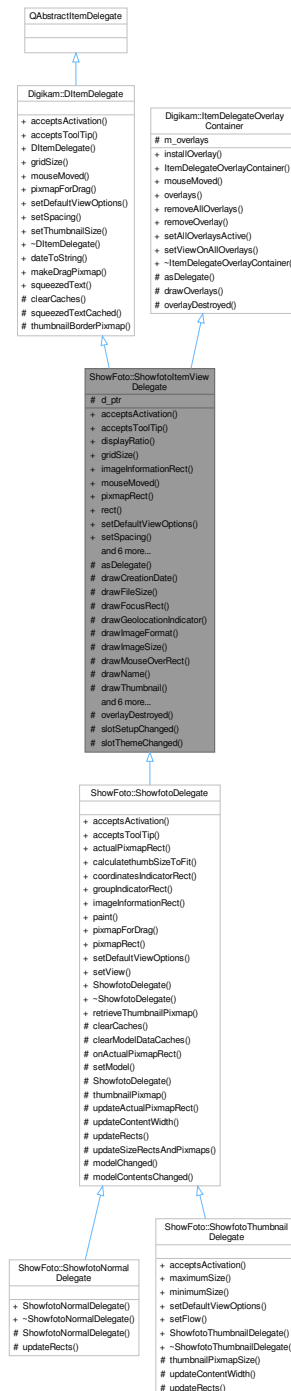 QAbstractItemDelegate
Digikam::DItemDelegate
+ acceptsActivation()
+ acceptsToolTip()
+ DItemDelegate()
+ gridSize()
+ mouseMoved()
+ pixmapForDrag()
+ setDefaultViewOptions()
+ setSpacing()
+ setThumbnailSize()
+ ~DItemDelegate()
+ dateToString()
+ makeDragPixmap()
+ squeezedText()
# clearCaches()
# squeezedTextCached()
# thumbnailBorderPixmap()
Digikam::ItemDelegateOverlay
Container
# m_overlays
+ installOverlay()
+ ItemDelegateOverlayContainer()
+ mouseMoved()
+ overlays()
+ removeAllOverlays()
+ removeOverlay()
+ setAllOverlaysActive()
+ setViewOnAllOverlays()
+ ~ItemDelegateOverlayContainer()
# asDelegate()
# drawOverlays()
# overlayDestroyed()
ShowFoto::ShowfotoItemView
Delegate
# d_ptr
+ acceptsActivation()
+ acceptsToolTip()
+ displayRatio()
+ gridSize()
+ imageInformationRect()
+ mouseMoved()
+ pixmapRect()
+ rect()
+ setDefaultViewOptions()
+ setSpacing()
and 6 more...
# asDelegate()
# drawCreationDate()
# drawFileSize()
# drawFocusRect()
# drawGeolocationIndicator()
# drawImageFormat()
# drawImageSize()
# drawMouseOverRect()
# drawName()
# drawThumbnail()
and 6 more...
# overlayDestroyed()
# slotSetupChanged()
# slotThemeChanged()
ShowFoto::ShowfotoDelegate
+ acceptsActivation()
+ acceptsToolTip()
+ actualPixmapRect()
+ calculatethumbSizeToFit()
+ coordinatesIndicatorRect()
+ groupIndicatorRect()
+ imageInformationRect()
+ paint()
+ pixmapForDrag()
+ pixmapRect()
+ setDefaultViewOptions()
+ setView()
+ ShowfotoDelegate()
+ ~ShowfotoDelegate()
+ retrieveThumbnailPixmap()
# clearCaches()
# clearModelDataCaches()
# onActualPixmapRect()
# setModel()
# ShowfotoDelegate()
# thumbnailPixmap()
# updateActualPixmapRect()
# updateContentWidth()
# updateRects()
# updateSizeRectsAndPixmaps()
# modelChanged()
# modelContentsChanged()
ShowFoto::ShowfotoNormal
Delegate
+ ShowfotoNormalDelegate()
+ ~ShowfotoNormalDelegate()
# ShowfotoNormalDelegate()
# updateRects()
ShowFoto::ShowfotoThumbnail
Delegate
+ acceptsActivation()
+ maximumSize()
+ minimumSize()
+ setDefaultViewOptions()
+ setFlow()
+ ShowfotoThumbnailDelegate()
+ ~ShowfotoThumbnailDelegate()
# thumbnailPixmapSize()
# updateContentWidth()
# updateRects()